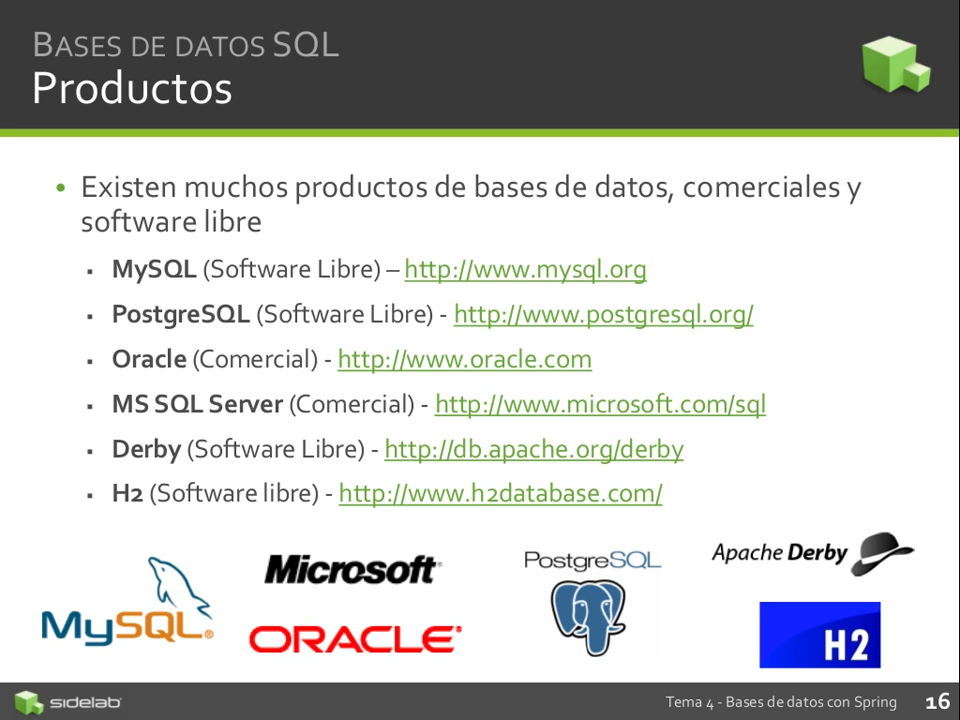 BASES DE DATOS SQL
Productos
• Existen muchos productos de bases de datos, comerciales y
software libre
▪ MySQL (Software Libre) – http://www.mysql.org
▪ PostgreSQL (Software Libre) - http://www.postgresql.org/
▪ Oracle (Comercial) - http://www.oracle.com
▪ MS SQL Server (Comercial) - http://www.microsoft.com/sql
▪ Derby (Software Libre) - http://db.apache.org/derby
▪ H2 (Software libre) - http://www.h2database.com/
MySQL®
Microsoft®
ORACLE®
PostgreSQL
Apache Derby
H2
sidelab
Tema 4 - Bases de datos con Spring 16